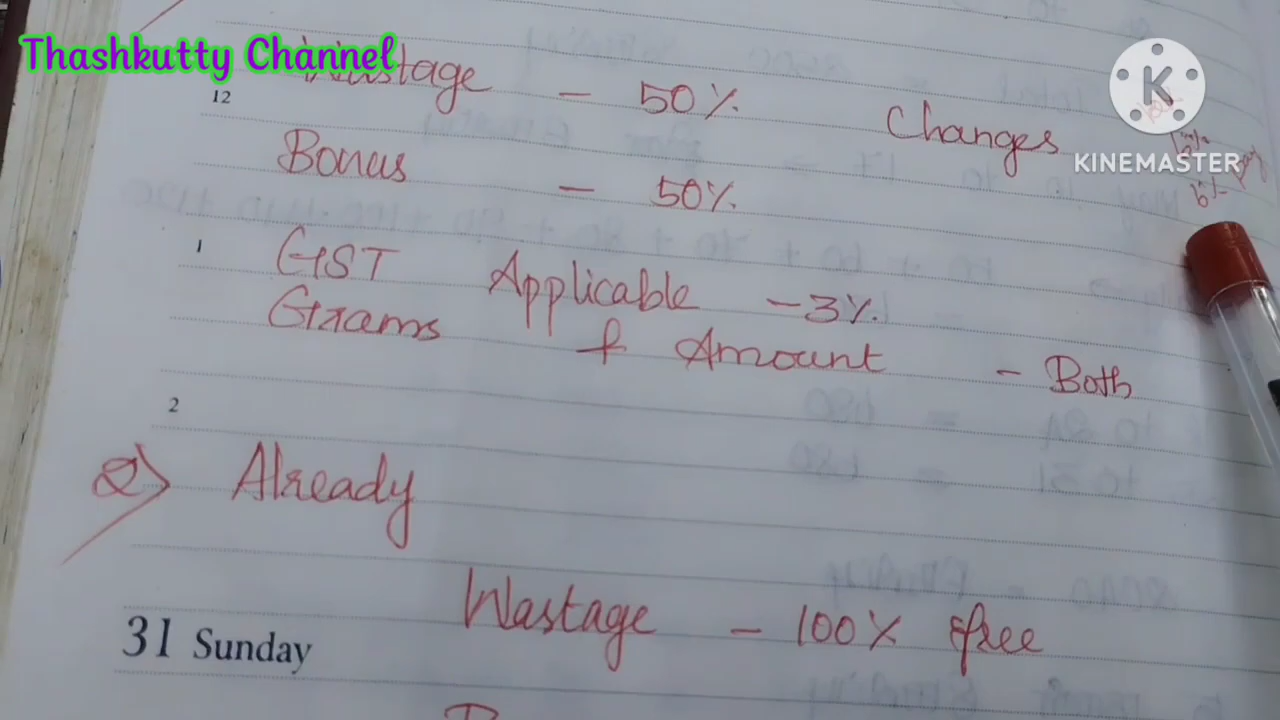 Thashkutty Channel
Wastage - 50%
Changes
K
KINEMASTER
12
Bonus - 50%
1
GST Applicable - 3%.
Grams & Amount - Both
2
2) Already
Wastage - 100% free
31 Sunday